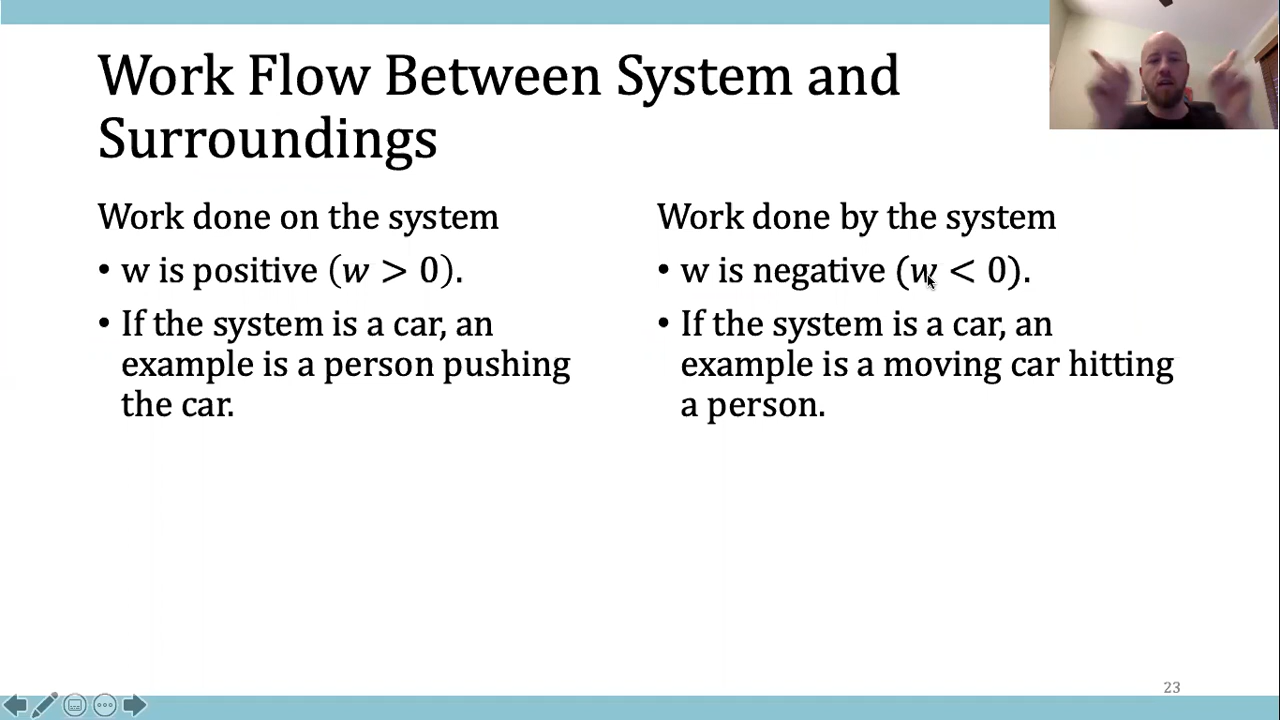 Work Flow Between System and
Surroundings
Work done on the system
• w is positive (w > 0).
• If the system is a car, an
example is a person pushing
the car.
Work done by the system
• w is negative (w < 0).
• If the system is a car, an
example is a moving car hitting
a person.
23